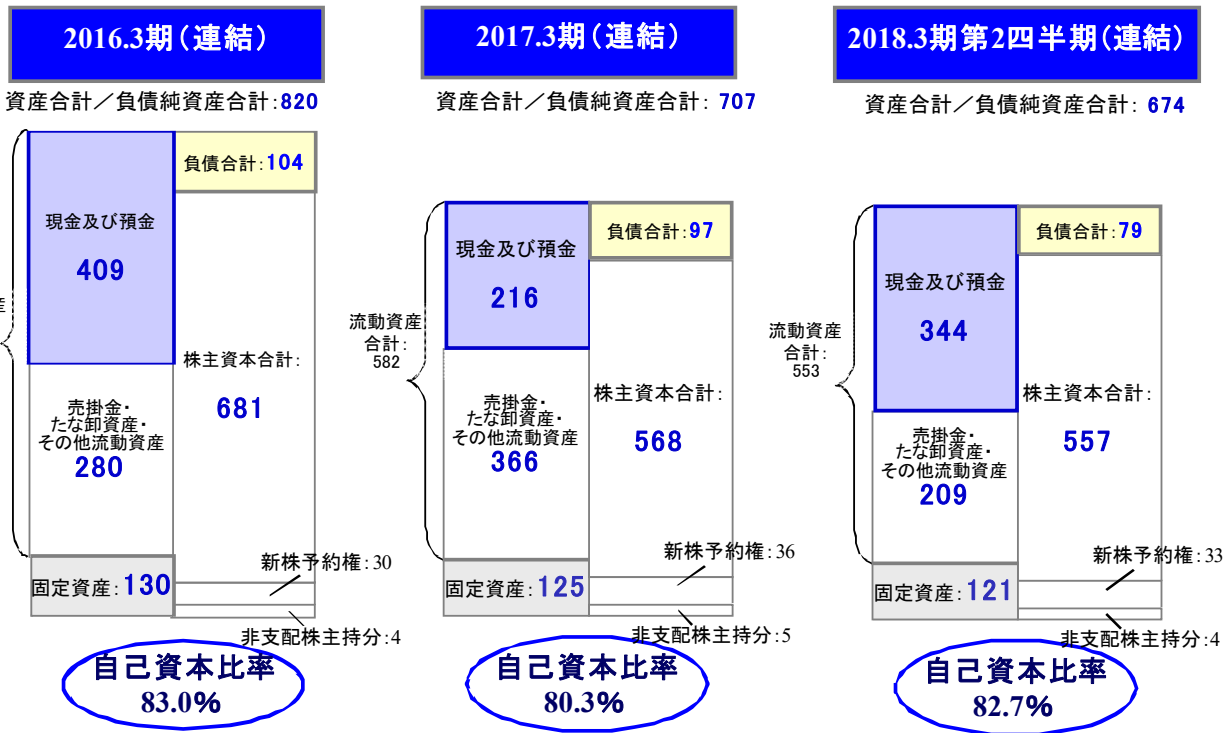 2016.3期(連結)
資産合計/負債純資産合計:820
負債合計:104
現金及び預金
409
株主資本合計:
681
売掛金・
たな卸資産・
その他流動資産
280
新株予約権:30
固定資産:130
非支配株主持分:4
自己資本比率
83.0%
2017.3期(連結)
資産合計/負債純資産合計: 707
負債合計:97
現金及び預金
216
流動資産
合計:
582
株主資本合計:
568
売掛金・
たな卸資産・
その他流動資産
366
新株予約権:36
固定資産:125
非支配株主持分:5
自己資本比率
80.3%
2018.3期第2四半期(連結)
資産合計/負債純資産合計: 674
負債合計:79
現金及び預金
344
流動資産
合計:
553
株主資本合計:
557
売掛金・
たな卸資産・
その他流動資産
209
新株予約権:33
固定資産:121
非支配株主持分:4
自己資本比率
82.7%